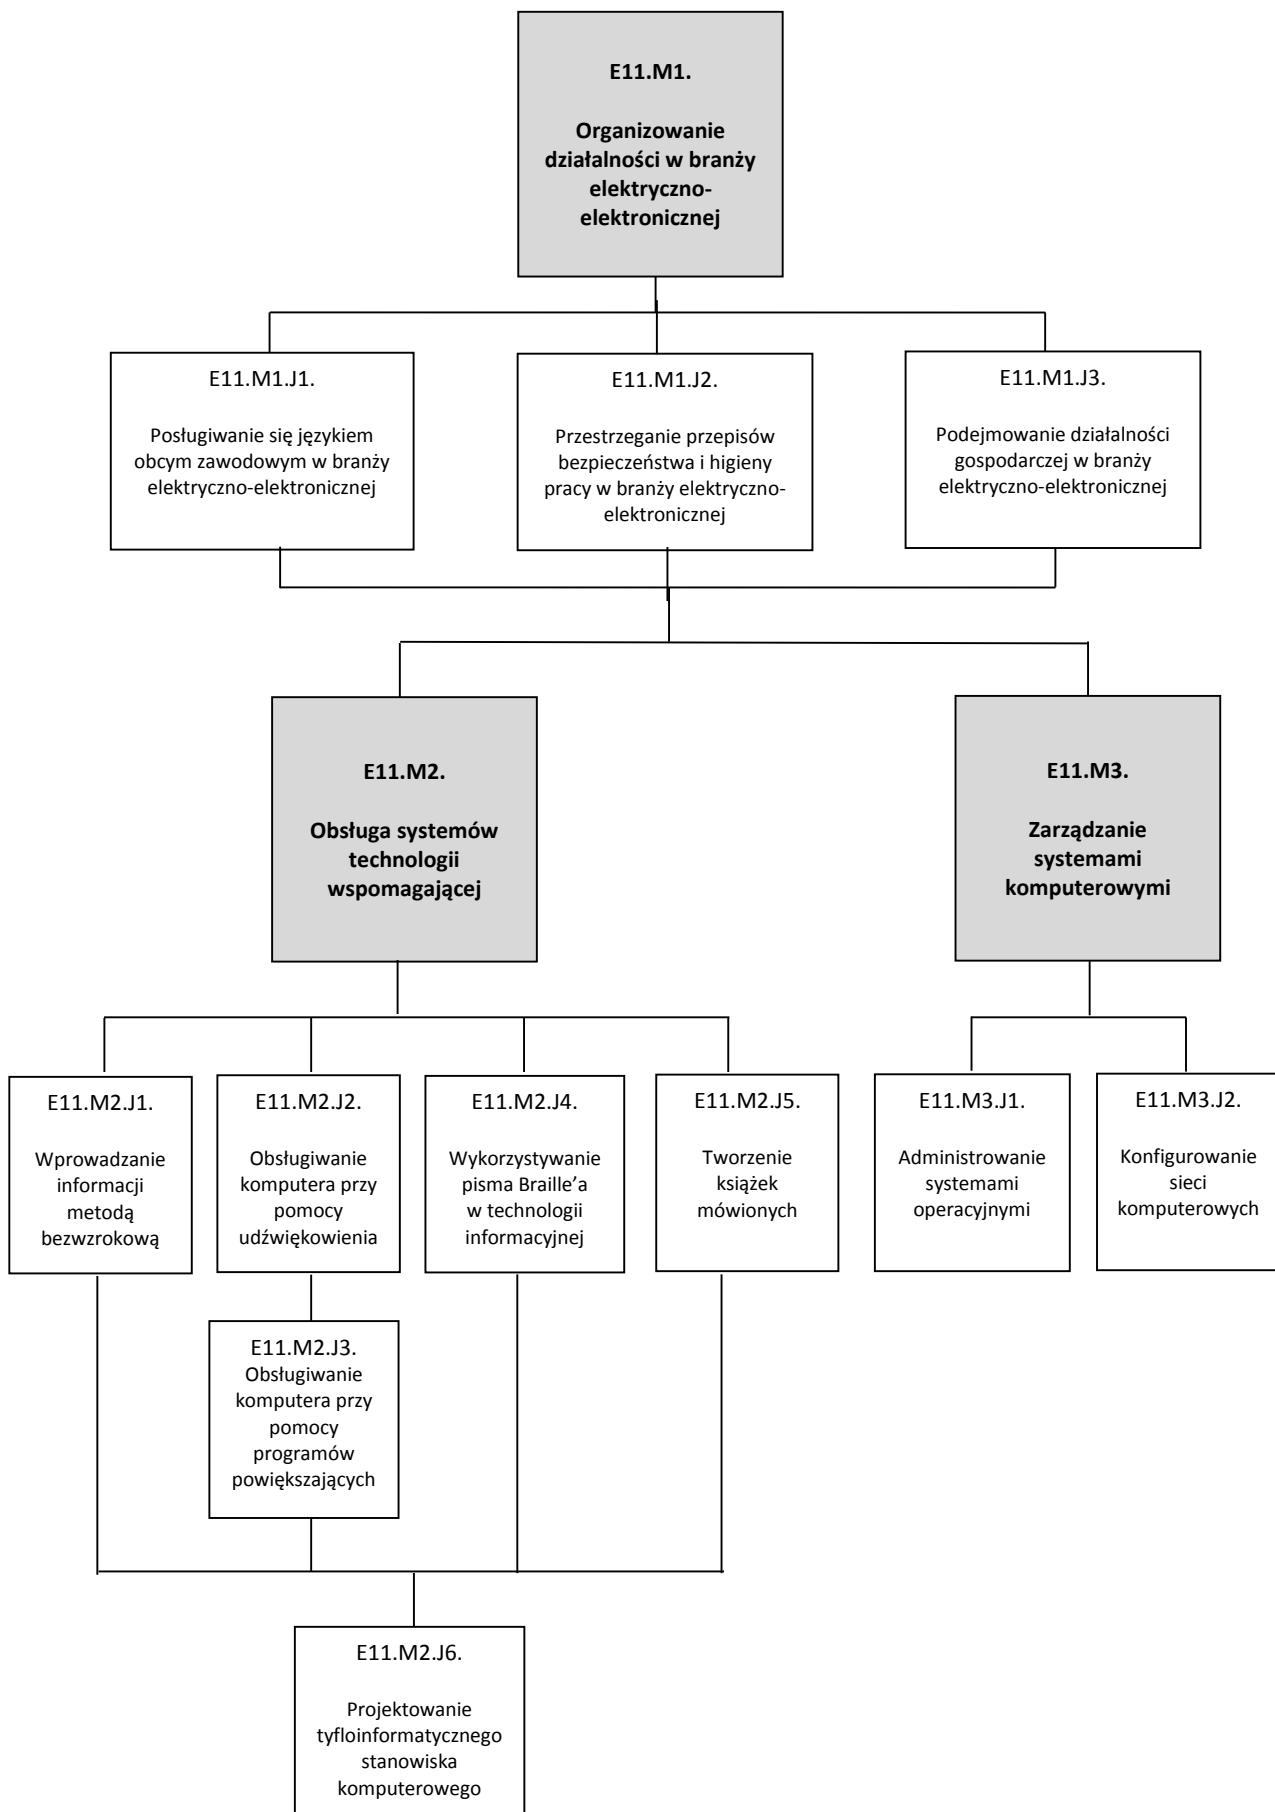 E11.M1.
Organizowanie
działalności w branży
elektryczno-
elektronicznej
E11.M1.J1.
Posługiwanie się językiem
obcym zawodowym w branży
elektryczno-elektronicznej
E11.M1.J2.
Przestrzeganie przepisów
bezpieczeństwa i higieny
pracy w branży elektryczno-
elektronicznej
E11.M1.J3.
Podejmowanie działalności
gospodarczej w branży
elektryczno-elektronicznej
E11.M2.
Obsługa systemów
technologii
wspomagającej
E11.M3.
Zarządzanie
systemami
komputerowymi
E11.M2.J1.
Wprowadzanie
informacji
metodą
bezwzrokową
E11.M2.J2.
Obsługiwanie
komputera przy
pomocy
udźwiękowienia
E11.M2.J4.
Wykorzystywanie
pisma Braille’a
w technologii
informacyjnej
E11.M2.J5.
Tworzenie
książek
mówionych
E11.M3.J1.
Administrowanie
systemami
operacyjnymi
E11.M3.J2.
Konfigurowanie
sieci
komputerowych
E11.M2.J3.
Obsługiwanie
komputera przy
pomocy
programów
powiększających
E11.M2.J6.
Projektowanie
tyfloinformatycznego
stanowiska
komputerowego